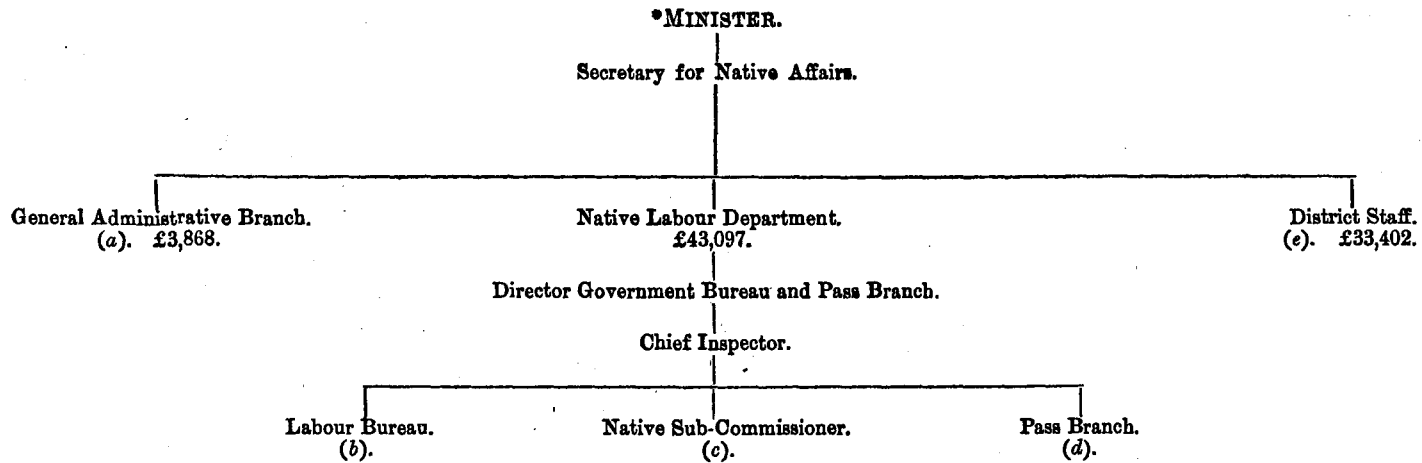 *MINISTER.
Secretary for Native Affairs.
General Administrative Branch.
(a). £3,868.
Native Labour Department.
£43,097.
District Staff.
(e). £33,402.
Director Government Bureau and Pass Branch.
Chief Inspector.
Labour Bureau.
(b).
Native Sub-Commissioner.
(c).
Pass Branch.
(d).